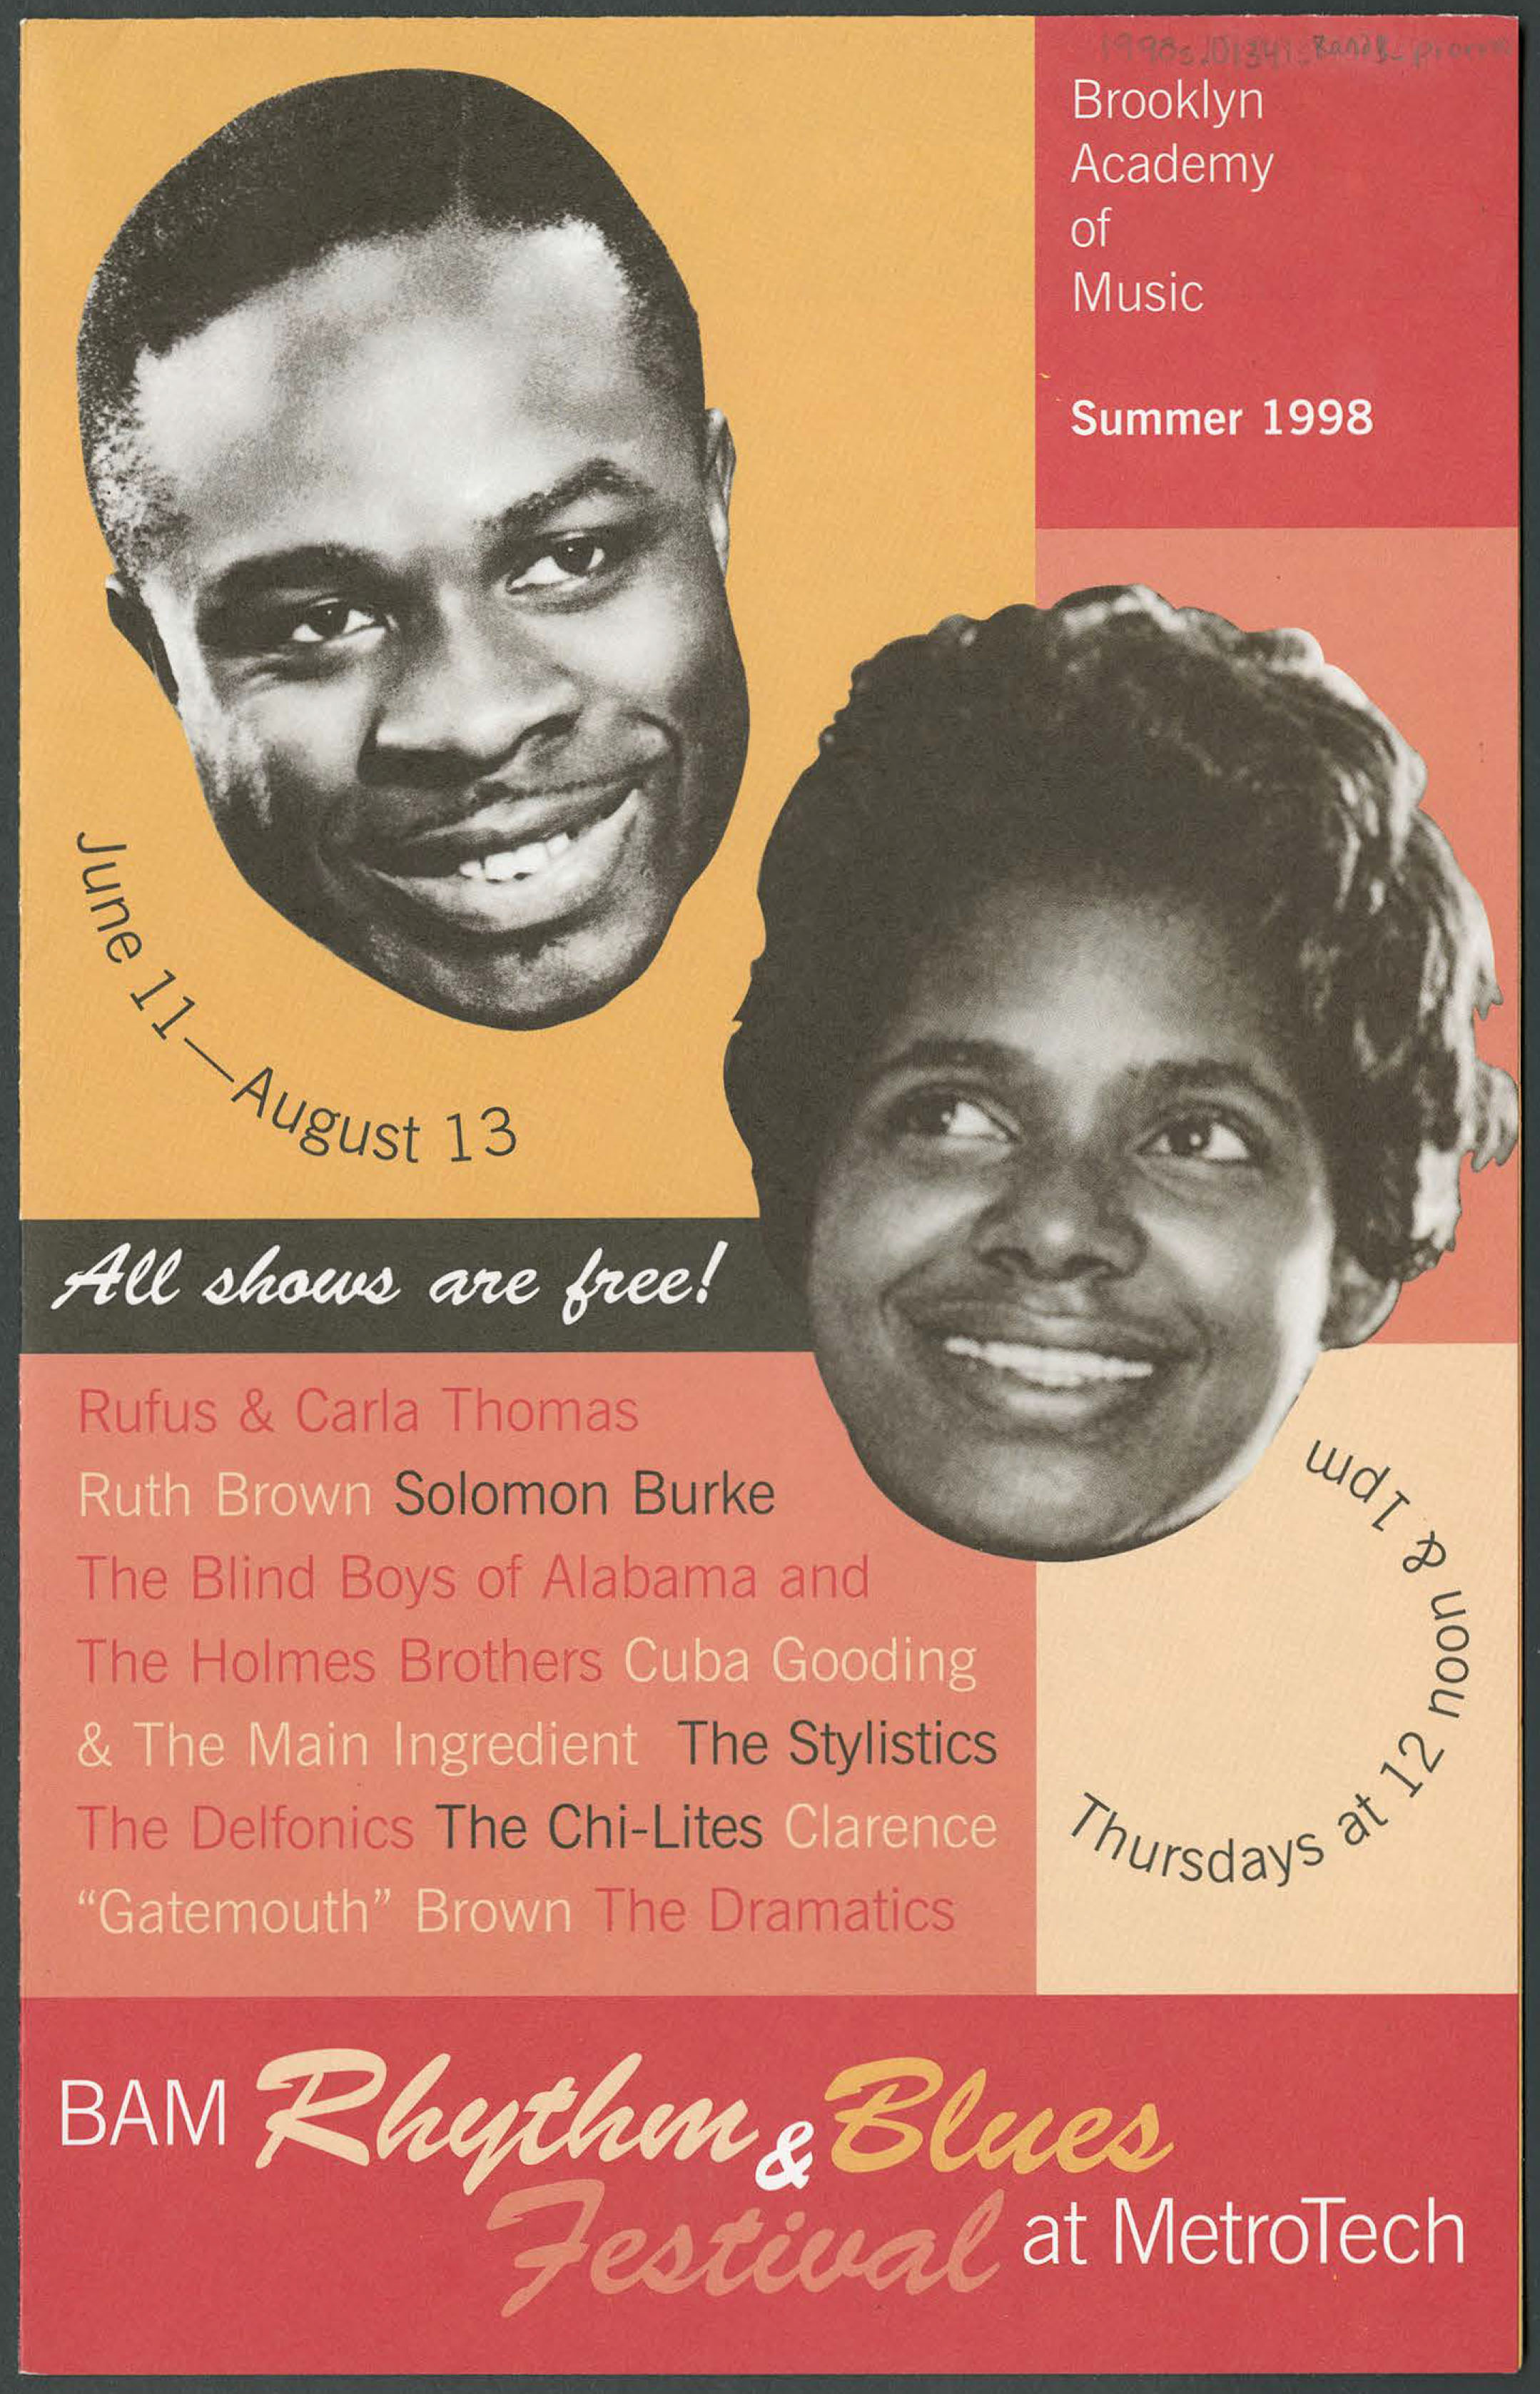 Brooklyn
Academy
of
Music
Summer 1998
June 11—August 13
All shows are free!
Rufus & Carla Thomas
Ruth Brown Solomon Burke
The Blind Boys of Alabama and
The Holmes Brothers Cuba Gooding
& The Main Ingredient The Stylistics
The Delfonics The Chi-Lites Clarence
“Gatemouth” Brown The Dramatics
Thursdays at 12 noon & 1pm
BAM Rhythm & Blues
Festival at MetroTech